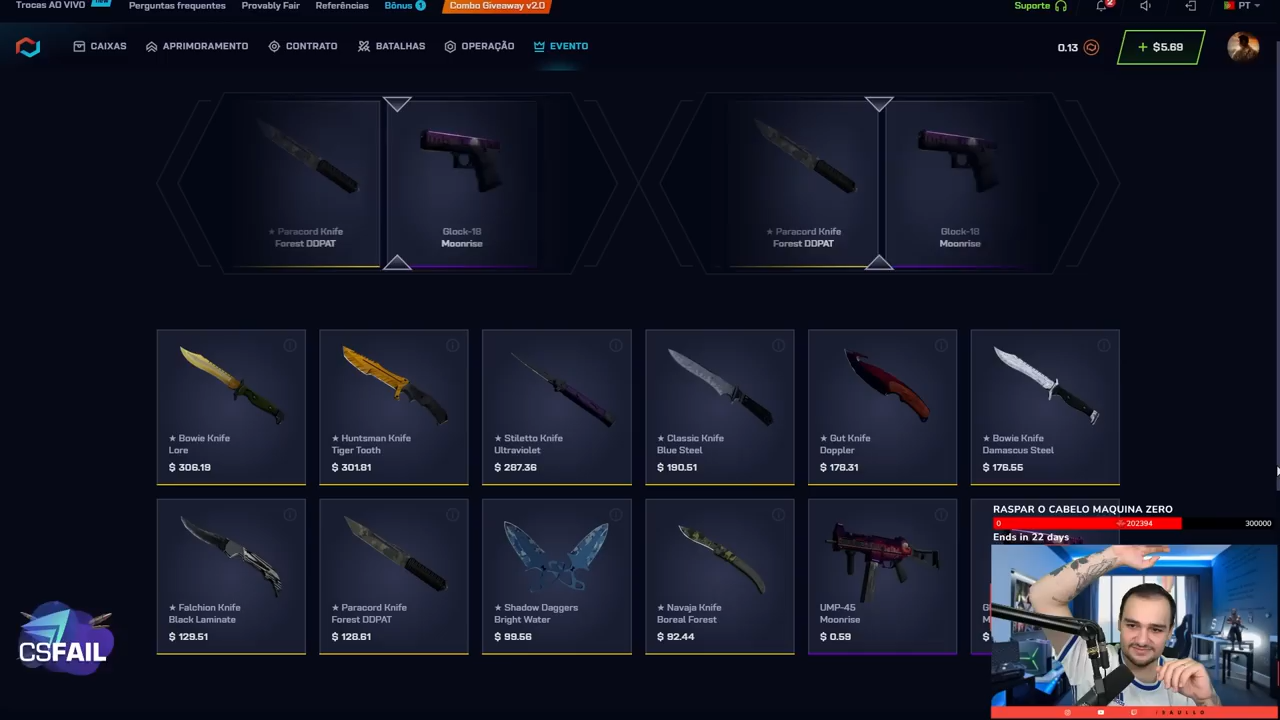 Trocas AO VIVO
Perguntas frequentes
Provably Fair
Referências
Bônus 1
Combo Giveaway v2.0
Suporte
2
PT
CAIXAS
APRIMORAMENTO
CONTRATO
BATALHAS
OPERAÇÃO
EVENTO
0.13
+ $5.69
★ Paracord Knife
Forest DDPAT
Glock-18
Moonrise
★ Paracord Knife
Forest DDPAT
Glock-18
Moonrise
★ Bowie Knife
Lore
$ 306.19
★ Huntsman Knife
Tiger Tooth
$ 301.81
★ Stiletto Knife
Ultraviolet
$ 287.36
★ Classic Knife
Blue Steel
$ 190.51
★ Gut Knife
Doppler
$ 178.31
★ Bowie Knife
Damascus Steel
$ 176.55
★ Falchion Knife
Black Laminate
$ 129.51
★ Paracord Knife
Forest DDPAT
$ 128.61
★ Shadow Daggers
Bright Water
$ 99.56
★ Navaja Knife
Boreal Forest
$ 92.44
UMP-45
Moonrise
$ 0.59
RASPAR O CABELO MAQUINA ZERO
0
202394
300000
Ends in 22 days
CSFAIL